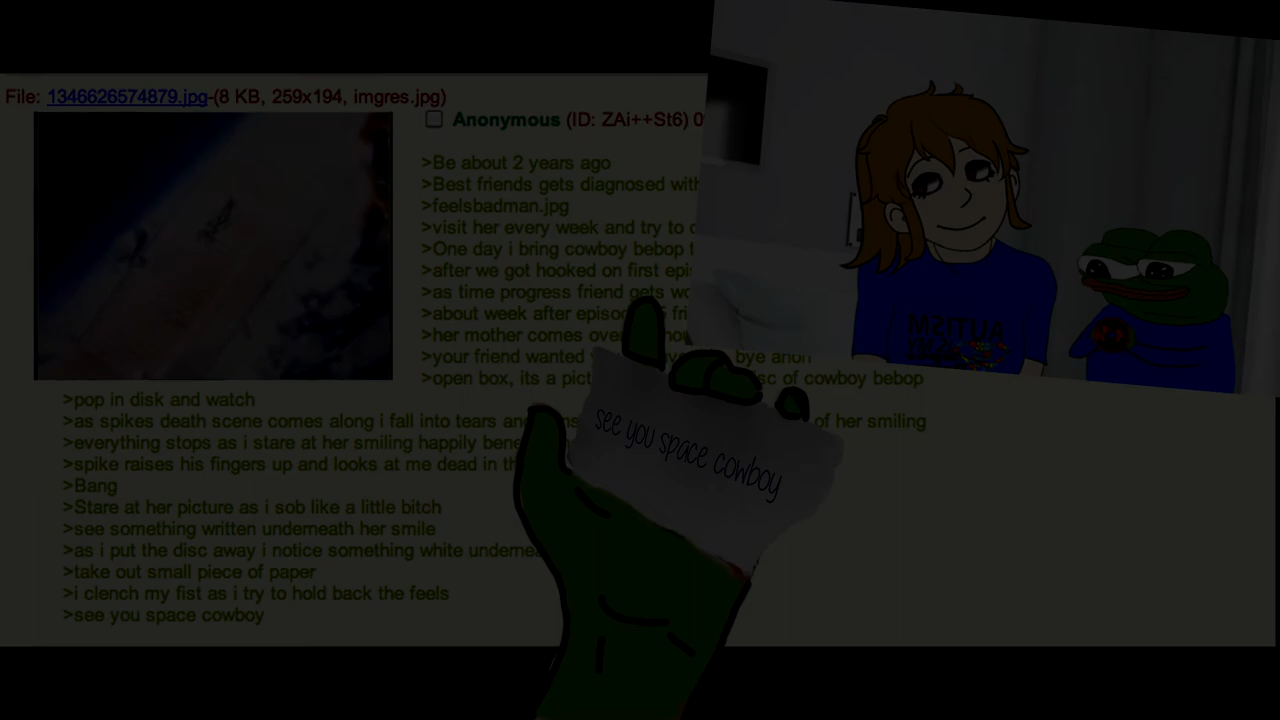 File: 1346626574879.jpg-(8 KB, 259x194, imgres.jpg)
Anonymous (ID: ZAi++St6) 0
>Be about 2 years ago
>Best friends gets diagnosed with
>feelsbadman.jpg
>visit her every week and try to
>One day i bring cowboy bebop
>after we got hooked on first
>as time progress friend gets
>about week after
>her mother comes over
>your friend wanted bye anon
>open box, its a sc of cowboy bebop
>pop in disk and watch
>as spikes death scene comes along i fall into tears of her smiling
>everything stops as i stare at her smiling happily
>spike raises his fingers up and looks at me dead in
>Bang
>Stare at her picture as i sob like a little bitch
>see something written underneath her smile
>as i put the disc away i notice something white
>take out small piece of paper
>i clench my fist as i try to hold back the feels
>see you space cowboy
see you space cowboy
AUTISM